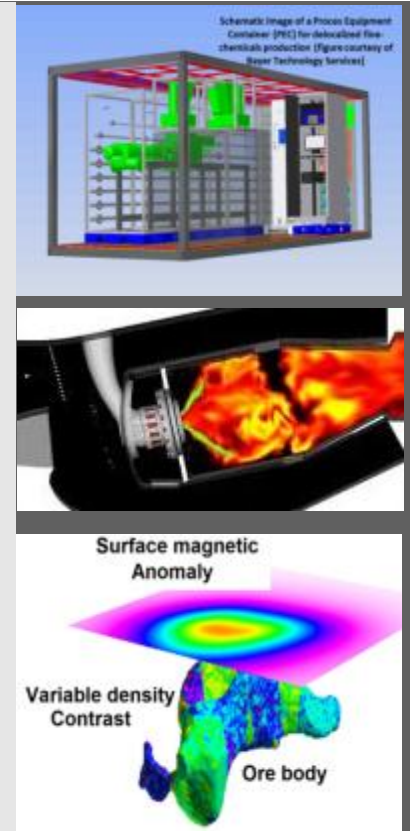 Schematic Image of a Proces Equipment
Container (PEC) for delocalized fine-
chemicals production (figure courtesy of
Bayer Technology Services)
Surface magnetic
Anomaly
Variable density
Contrast
Ore body